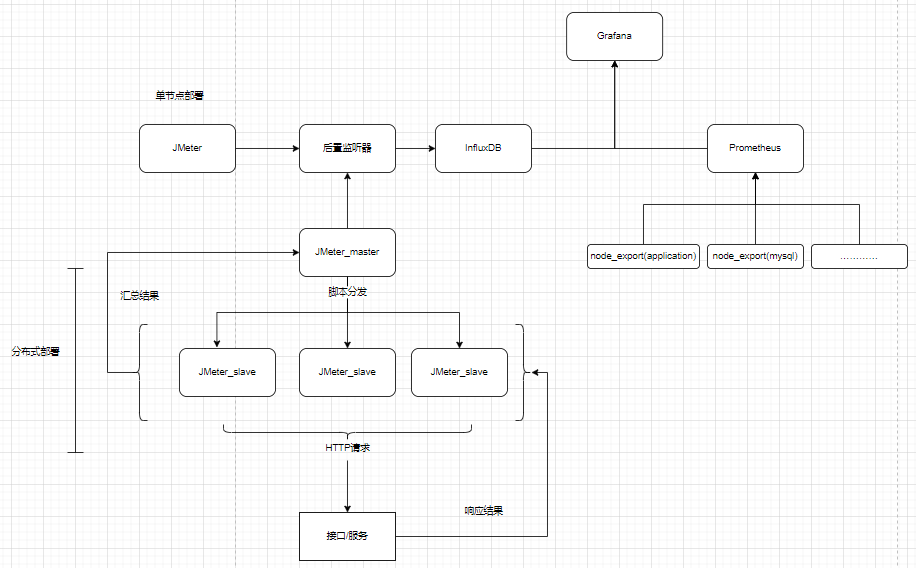 Grafana
单节点部署
JMeter
后置监听器
InfluxDB
Prometheus
JMeter_master
node_export(application)
node_export(mysql)
…………
汇总结果
脚本分发
分布式部署
JMeter_slave
JMeter_slave
JMeter_slave
HTTP请求
响应结果
接口/服务